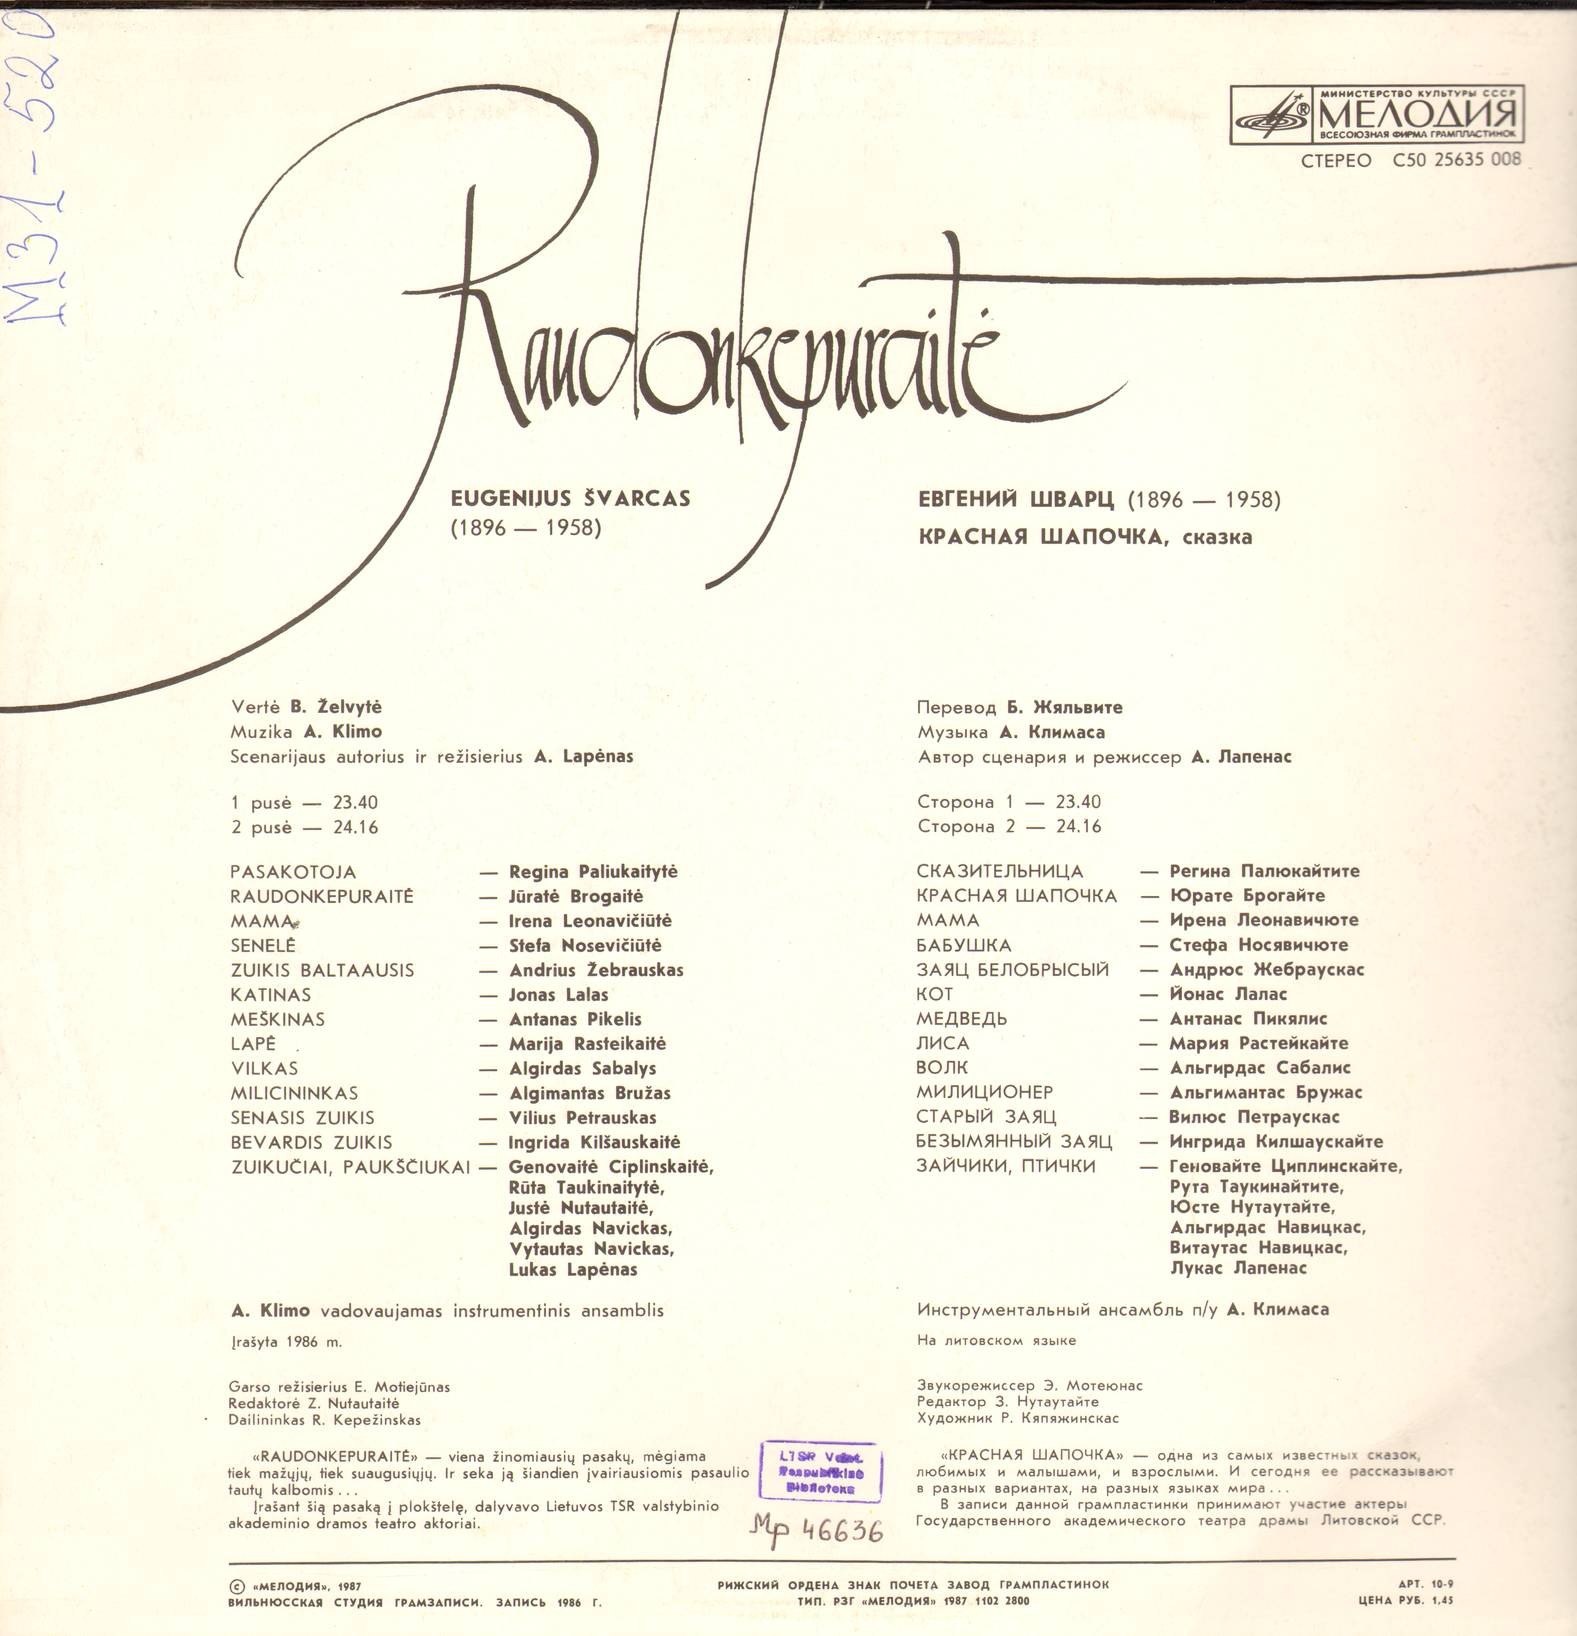 М31-520
МИНИСТЕРСТВО КУЛЬТУРЫ СССР
МЕЛОДИЯ
ВСЕСОЮЗНАЯ ФИРМА ГРАМПЛАСТИНОК
СТЕРЕО С50 25635 008
Raudonkepuraitė
EUGENIJUS ŠVARCAS
(1896 — 1958)
ЕВГЕНИЙ ШВАРЦ (1896 — 1958)
КРАСНАЯ ШАПОЧКА, сказка
Vertė B. Želvytė
Muzika A. Klimo
Scenarijaus autorius ir režisierius A. Lapėnas
1 pusė — 23.40
2 pusė — 24.16
PASAKOTOJA — Regina Paliukaitytė
RAUDONKEPURAITĖ — Jūratė Brogaitė
MAMA — Irena Leonavičiūtė
SENELĖ — Stefa Nosevičiūtė
ZUIKIS BALTAAUSIS — Andrius Žebrauskas
KATINAS — Jonas Lalas
MEŠKINAS — Antanas Pikelis
LAPĖ — Marija Rasteikaitė
VILKAS — Algirdas Sabalys
MILICININKAS — Algimantas Bružas
SENASIS ZUIKIS — Vilius Petrauskas
BEVARDIS ZUIKIS — Ingrida Kilšauskaitė
ZUIKUČIAI, PAUKŠČIUKAI — Genovaitė Ciplinskaitė,
Rūta Taukinaitytė,
Justė Nutautaitė,
Algirdas Navickas,
Vytautas Navickas,
Lukas Lapėnas
A. Klimo vadovaujamas instrumentinis ansamblis
Įrašyta 1986 m.
Garso režisierius E. Motiejūnas
Redaktorė Z. Nutautaitė
Dailininkas R. Kepežinskas
«RAUDONKEPURAITĖ» — viena žinomiausių pasakų, mėgiama
tiek mažųjų, tiek suaugusiųjų. Ir seka ją šiandien įvairiausiomis pasaulio
tautų kalbomis...
Įrašant šią pasaką į plokštelę, dalyvavo Lietuvos TSR valstybinio
akademinio dramos teatro aktoriai.
Перевод Б. Жяльвите
Музыка А. Климаса
Автор сценария и режиссер А. Лапенас
Сторона 1 — 23.40
Сторона 2 — 24.16
СКАЗИТЕЛЬНИЦА — Регина Палюкайтите
КРАСНАЯ ШАПОЧКА — Юрате Брогайте
МАМА — Ирена Леонавичюте
БАБУШКА — Стефа Носявичюте
ЗАЯЦ БЕЛОБРЫСЫЙ — Андрюс Жебраускас
КОТ — Йонас Лалас
МЕДВЕДЬ — Антанас Пикялис
ЛИСА — Мария Растейкайте
ВОЛК — Альгирдас Сабалис
МИЛИЦИОНЕР — Альгимантас Бружас
СТАРЫЙ ЗАЯЦ — Вилюс Петраускас
БЕЗЫМЯННЫЙ ЗАЯЦ — Ингрида Килшаускайте
ЗАЙЧИКИ, ПТИЧКИ — Геновайте Циплинскайте,
Рута Таукинайтите,
Юсте Нутаутайте,
Альгирдас Навицкас,
Витаутас Навицкас,
Лукас Лапенас
Инструментальный ансамбль п/у А. Климаса
На литовском языке
Звукорежиссер Э. Мотеюнас
Редактор З. Нутаутайте
Художник Р. Кяпяжинскас
«КРАСНАЯ ШАПОЧКА» — одна из самых известных сказок,
любимых и малышами, и взрослыми. И сегодня ее рассказывают
в разных вариантах, на разных языках мира...
В записи данной грампластинки принимают участие актеры
Государственного академического театра драмы Литовской ССР.
LTSR Valst.
Respublikinė
Biblioteka
Мр 46636
© «МЕЛОДИЯ», 1987
ВИЛЬНЮССКАЯ СТУДИЯ ГРАМЗАПИСИ. ЗАПИСЬ 1986 Г.
РИЖСКИЙ ОРДЕНА ЗНАК ПОЧЕТА ЗАВОД ГРАМПЛАСТИНОК
ТИП. РЗГ «МЕЛОДИЯ» 1987 1102 2800
АРТ. 10-9
ЦЕНА РУБ. 1,45